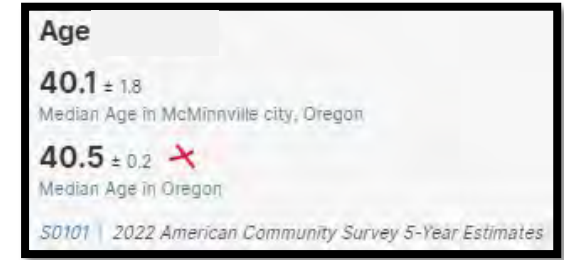 Age
40.1 ± 1.8
Median Age in McMinnville city, Oregon
40.5 ± 0.2
Median Age in Oregon
S0101 | 2022 American Community Survey 5-Year Estimates